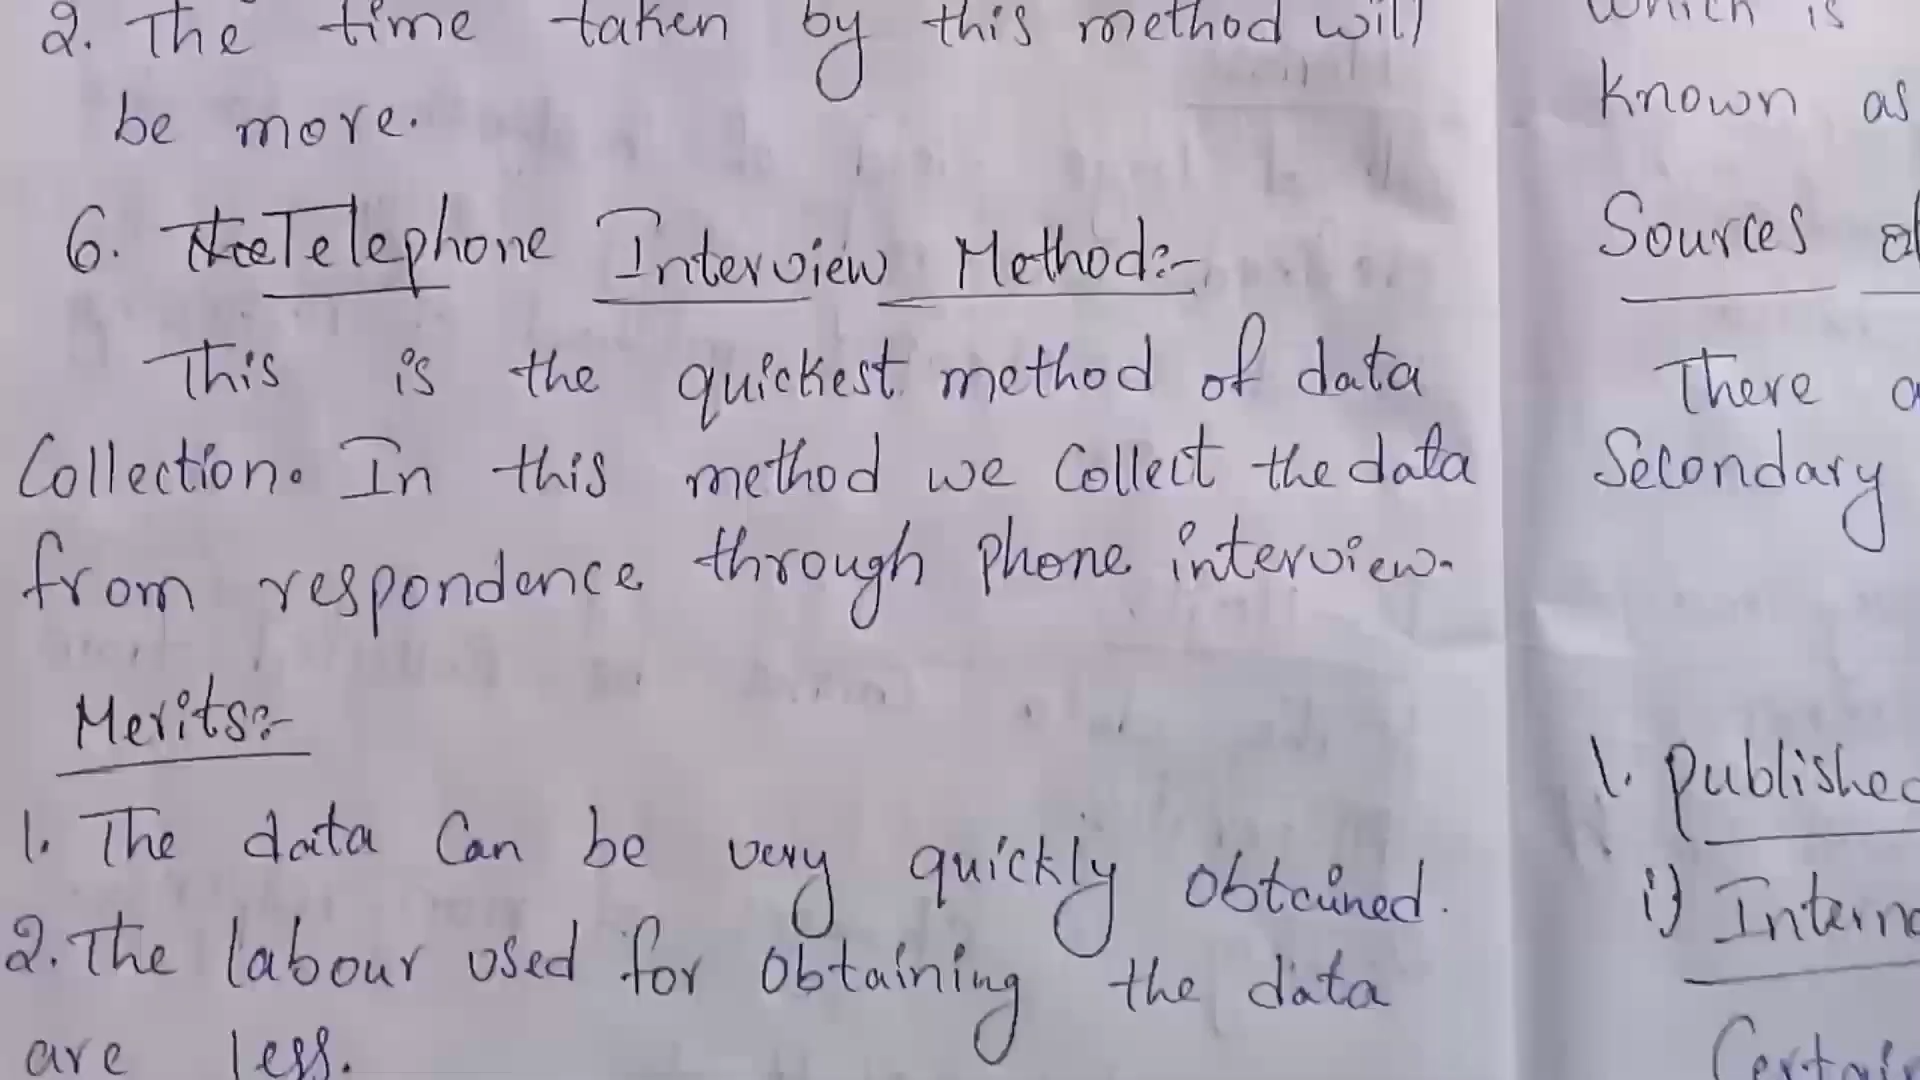 2. The time taken by this method will
be more.
6. The Telephone Interview Method:-
This is the quickest method of data
Collection. In this method we Collect the data
from respondence through phone interview.
Merits:-
1. The data Can be very quickly obtained.
2. The labour used for obtaining the data
are less.
which is
known as
Sources
There
Secondary
1. published
i)